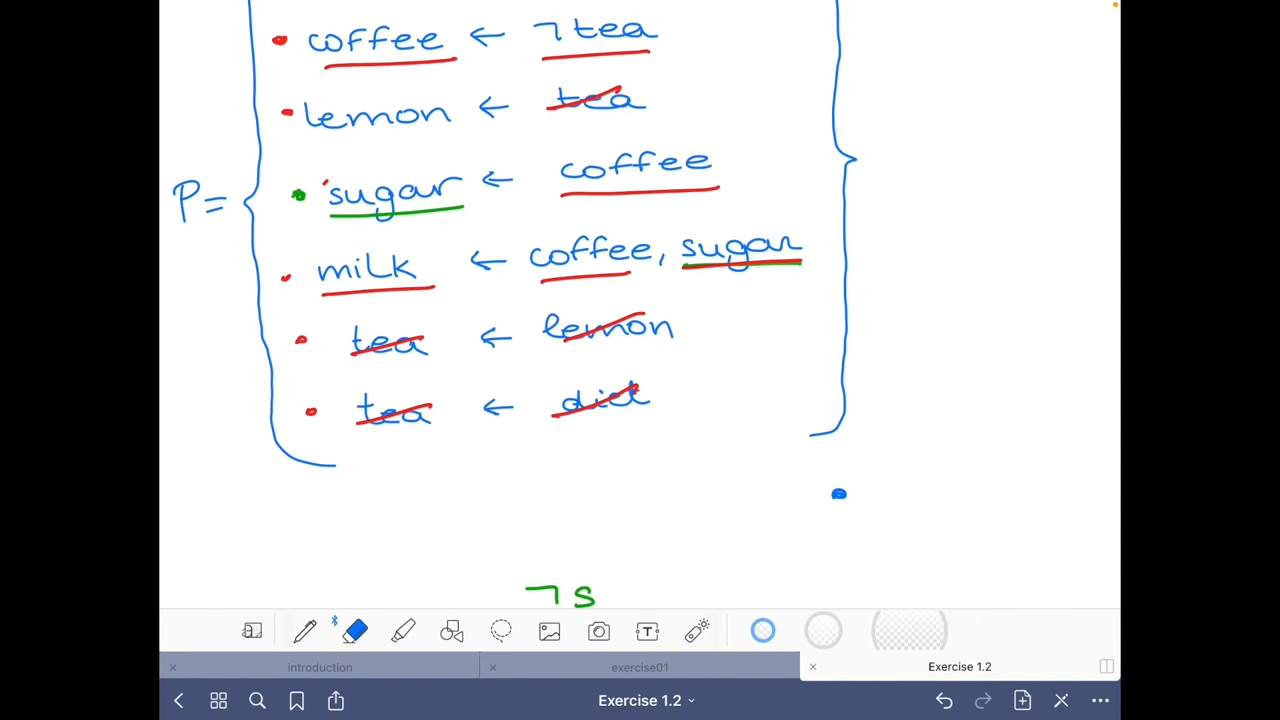 coffee ← ¬ tea
lemon ← tea
P = sugar ← coffee
milk ← coffee, sugar
tea ← lemon
tea ← diet
¬ s
T
introduction
exercise01
Exercise 1.2
Exercise 1.2